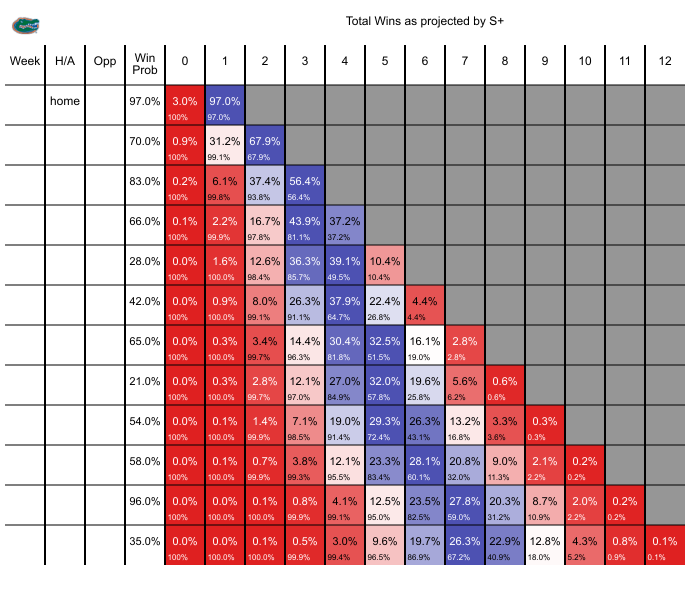 Total Wins as projected by S+
Week H/A Opp Win Prob 0 1 2 3 4 5 6 7 8 9 10 11 12
home 97.0% 3.0% 97.0%
100% 97.0%
70.0% 0.9% 31.2% 67.9%
100% 99.1% 67.9%
83.0% 0.2% 6.1% 37.4% 56.4%
100% 99.8% 93.8% 56.4%
66.0% 0.1% 2.2% 16.7% 43.9% 37.2%
100% 99.9% 97.8% 81.1% 37.2%
28.0% 0.0% 1.6% 12.6% 36.3% 39.1% 10.4%
100% 100.0% 98.4% 85.7% 49.5% 10.4%
42.0% 0.0% 0.9% 8.0% 26.3% 37.9% 22.4% 4.4%
100% 100.0% 99.1% 91.1% 64.7% 26.8% 4.4%
65.0% 0.0% 0.3% 3.4% 14.4% 30.4% 32.5% 16.1% 2.8%
100% 100.0% 99.7% 96.3% 81.8% 51.5% 19.0% 2.8%
21.0% 0.0% 0.3% 2.8% 12.1% 27.0% 32.0% 19.6% 5.6% 0.6%
100% 100.0% 99.7% 97.0% 84.9% 57.8% 25.8% 6.2% 0.6%
54.0% 0.0% 0.1% 1.4% 7.1% 19.0% 29.3% 26.3% 13.2% 3.3% 0.3%
100% 100.0% 99.9% 98.5% 91.4% 72.4% 43.1% 16.8% 3.6% 0.3%
58.0% 0.0% 0.1% 0.7% 3.8% 12.1% 23.3% 28.1% 20.8% 9.0% 2.1% 0.2%
100% 100.0% 99.9% 99.3% 95.5% 83.4% 60.1% 32.0% 11.3% 2.2% 0.2%
96.0% 0.0% 0.0% 0.1% 0.8% 4.1% 12.5% 23.5% 27.8% 20.3% 8.7% 2.0% 0.2%
100% 100.0% 100.0% 99.9% 99.1% 95.0% 82.5% 59.0% 31.2% 10.9% 2.2% 0.2%
35.0% 0.0% 0.0% 0.1% 0.5% 3.0% 9.6% 19.7% 26.3% 22.9% 12.8% 4.3% 0.8% 0.1%
100% 100.0% 100.0% 99.9% 99.4% 96.5% 86.9% 67.2% 40.9% 18.0% 5.2% 0.9% 0.1%